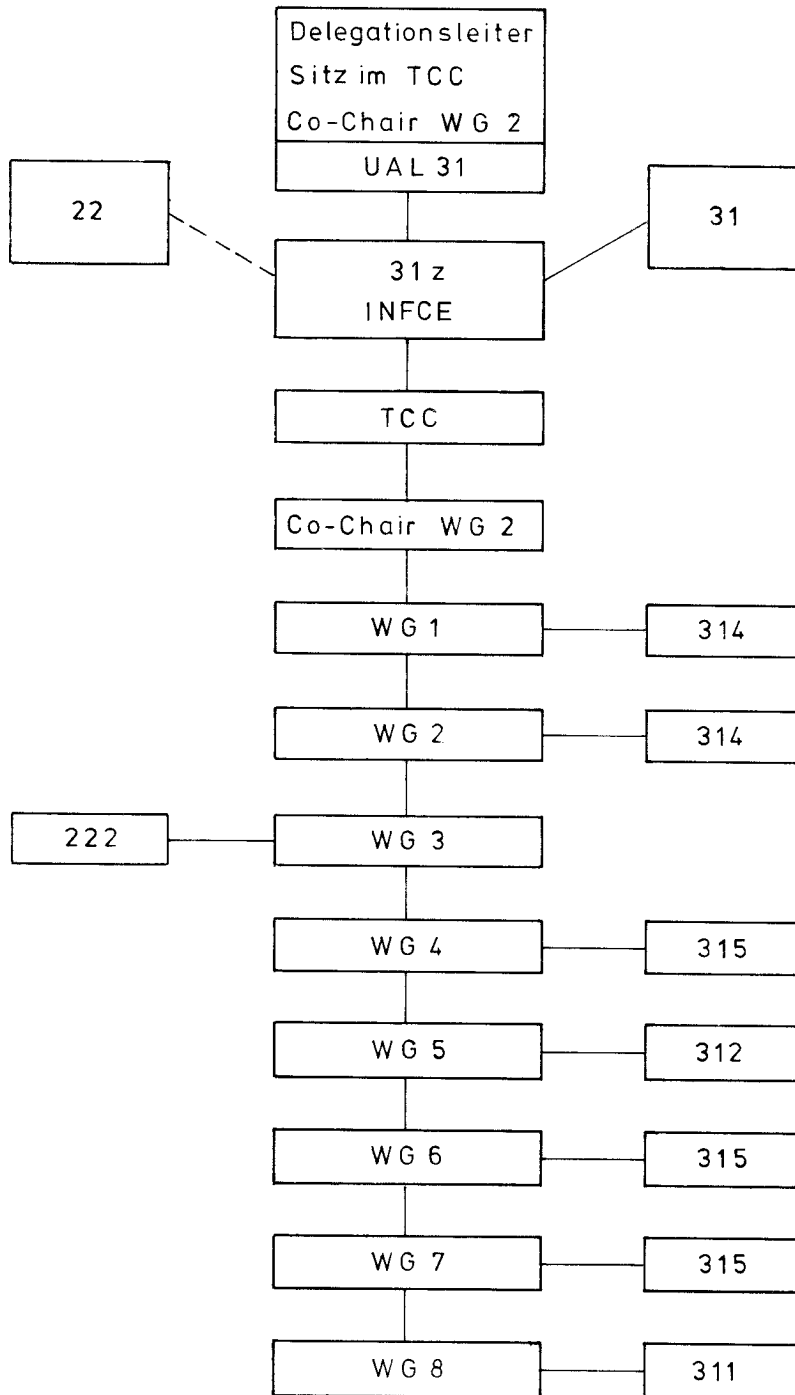 Delegationsleiter
Sitz im TCC
Co-Chair WG 2
UAL 31
22
31
31 z
INFCE
TCC
Co-Chair WG 2
WG 1
314
WG 2
314
222
WG 3
WG 4
315
WG 5
312
WG 6
315
WG 7
315
WG 8
311